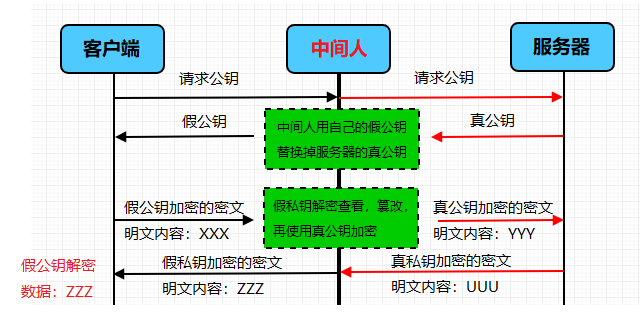 客户端
中间人
服务器
请求公钥
请求公钥
假公钥
中间人用自己的假公钥
替换掉服务器的真公钥
真公钥
假公钥加密的密文
明文内容：XXX
假私钥解密查看，篡改，
再使用真公钥加密
真公钥加密的密文
明文内容：YYY
假公钥解密
数据：ZZZ
假私钥加密的密文
明文内容：ZZZ
真私钥加密的密文
明文内容：UUU